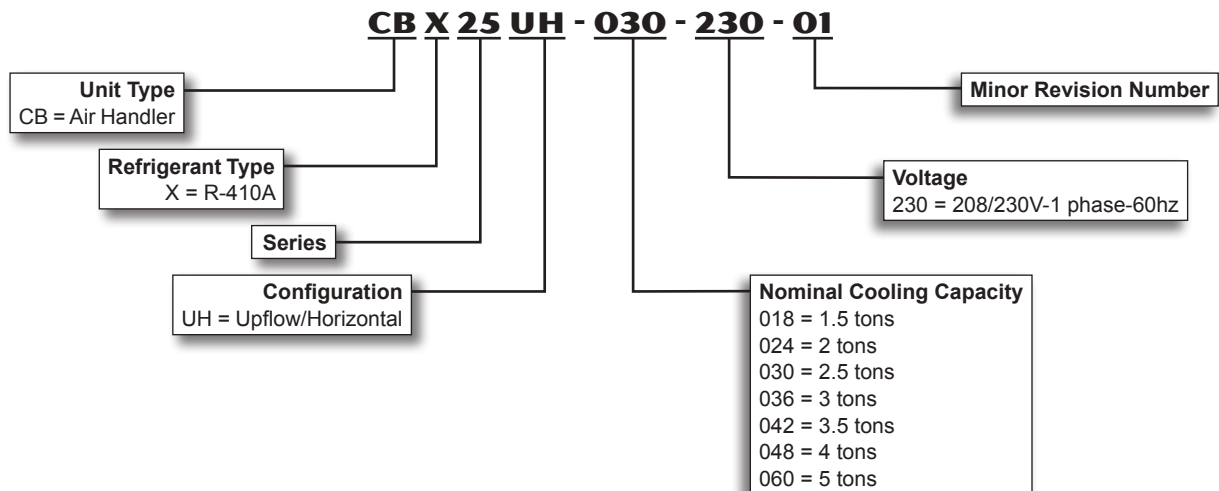 CB X 25 UH - 030 - 230 - 01
Unit Type
CB = Air Handler
Refrigerant Type
X = R-410A
Series
Configuration
UH = Upflow/Horizontal
Minor Revision Number
Voltage
230 = 208/230V-1 phase-60hz
Nominal Cooling Capacity
018 = 1.5 tons
024 = 2 tons
030 = 2.5 tons
036 = 3 tons
042 = 3.5 tons
048 = 4 tons
060 = 5 tons